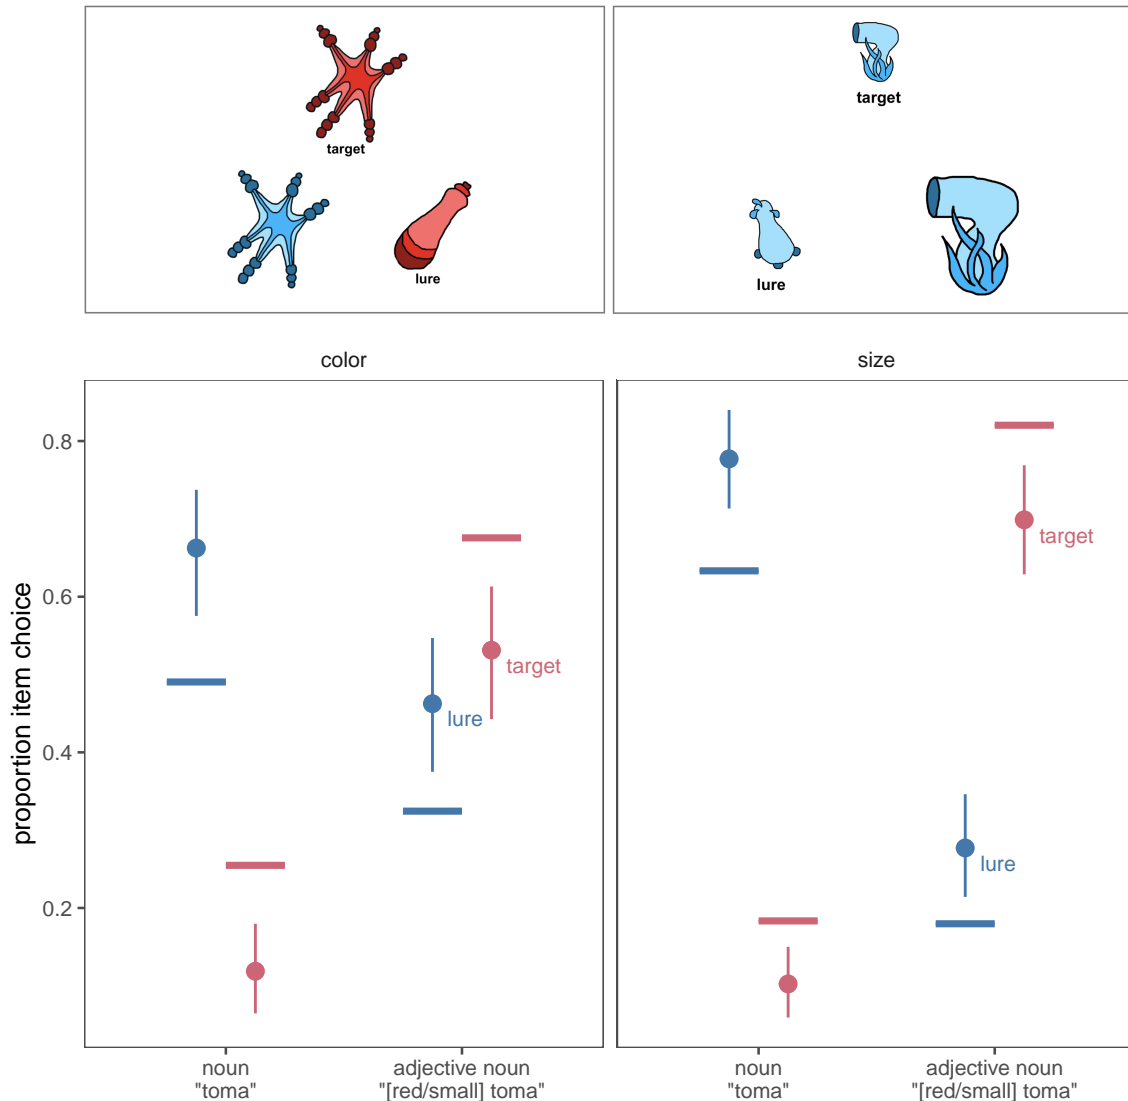 target
lure
target
lure
color
size
proportion item choice
0.8
0.6
0.4
0.2
target
lure
target
lure
noun
"toma"
adjective noun
"[red/small] toma"
noun
"toma"
adjective noun
"[red/small] toma"